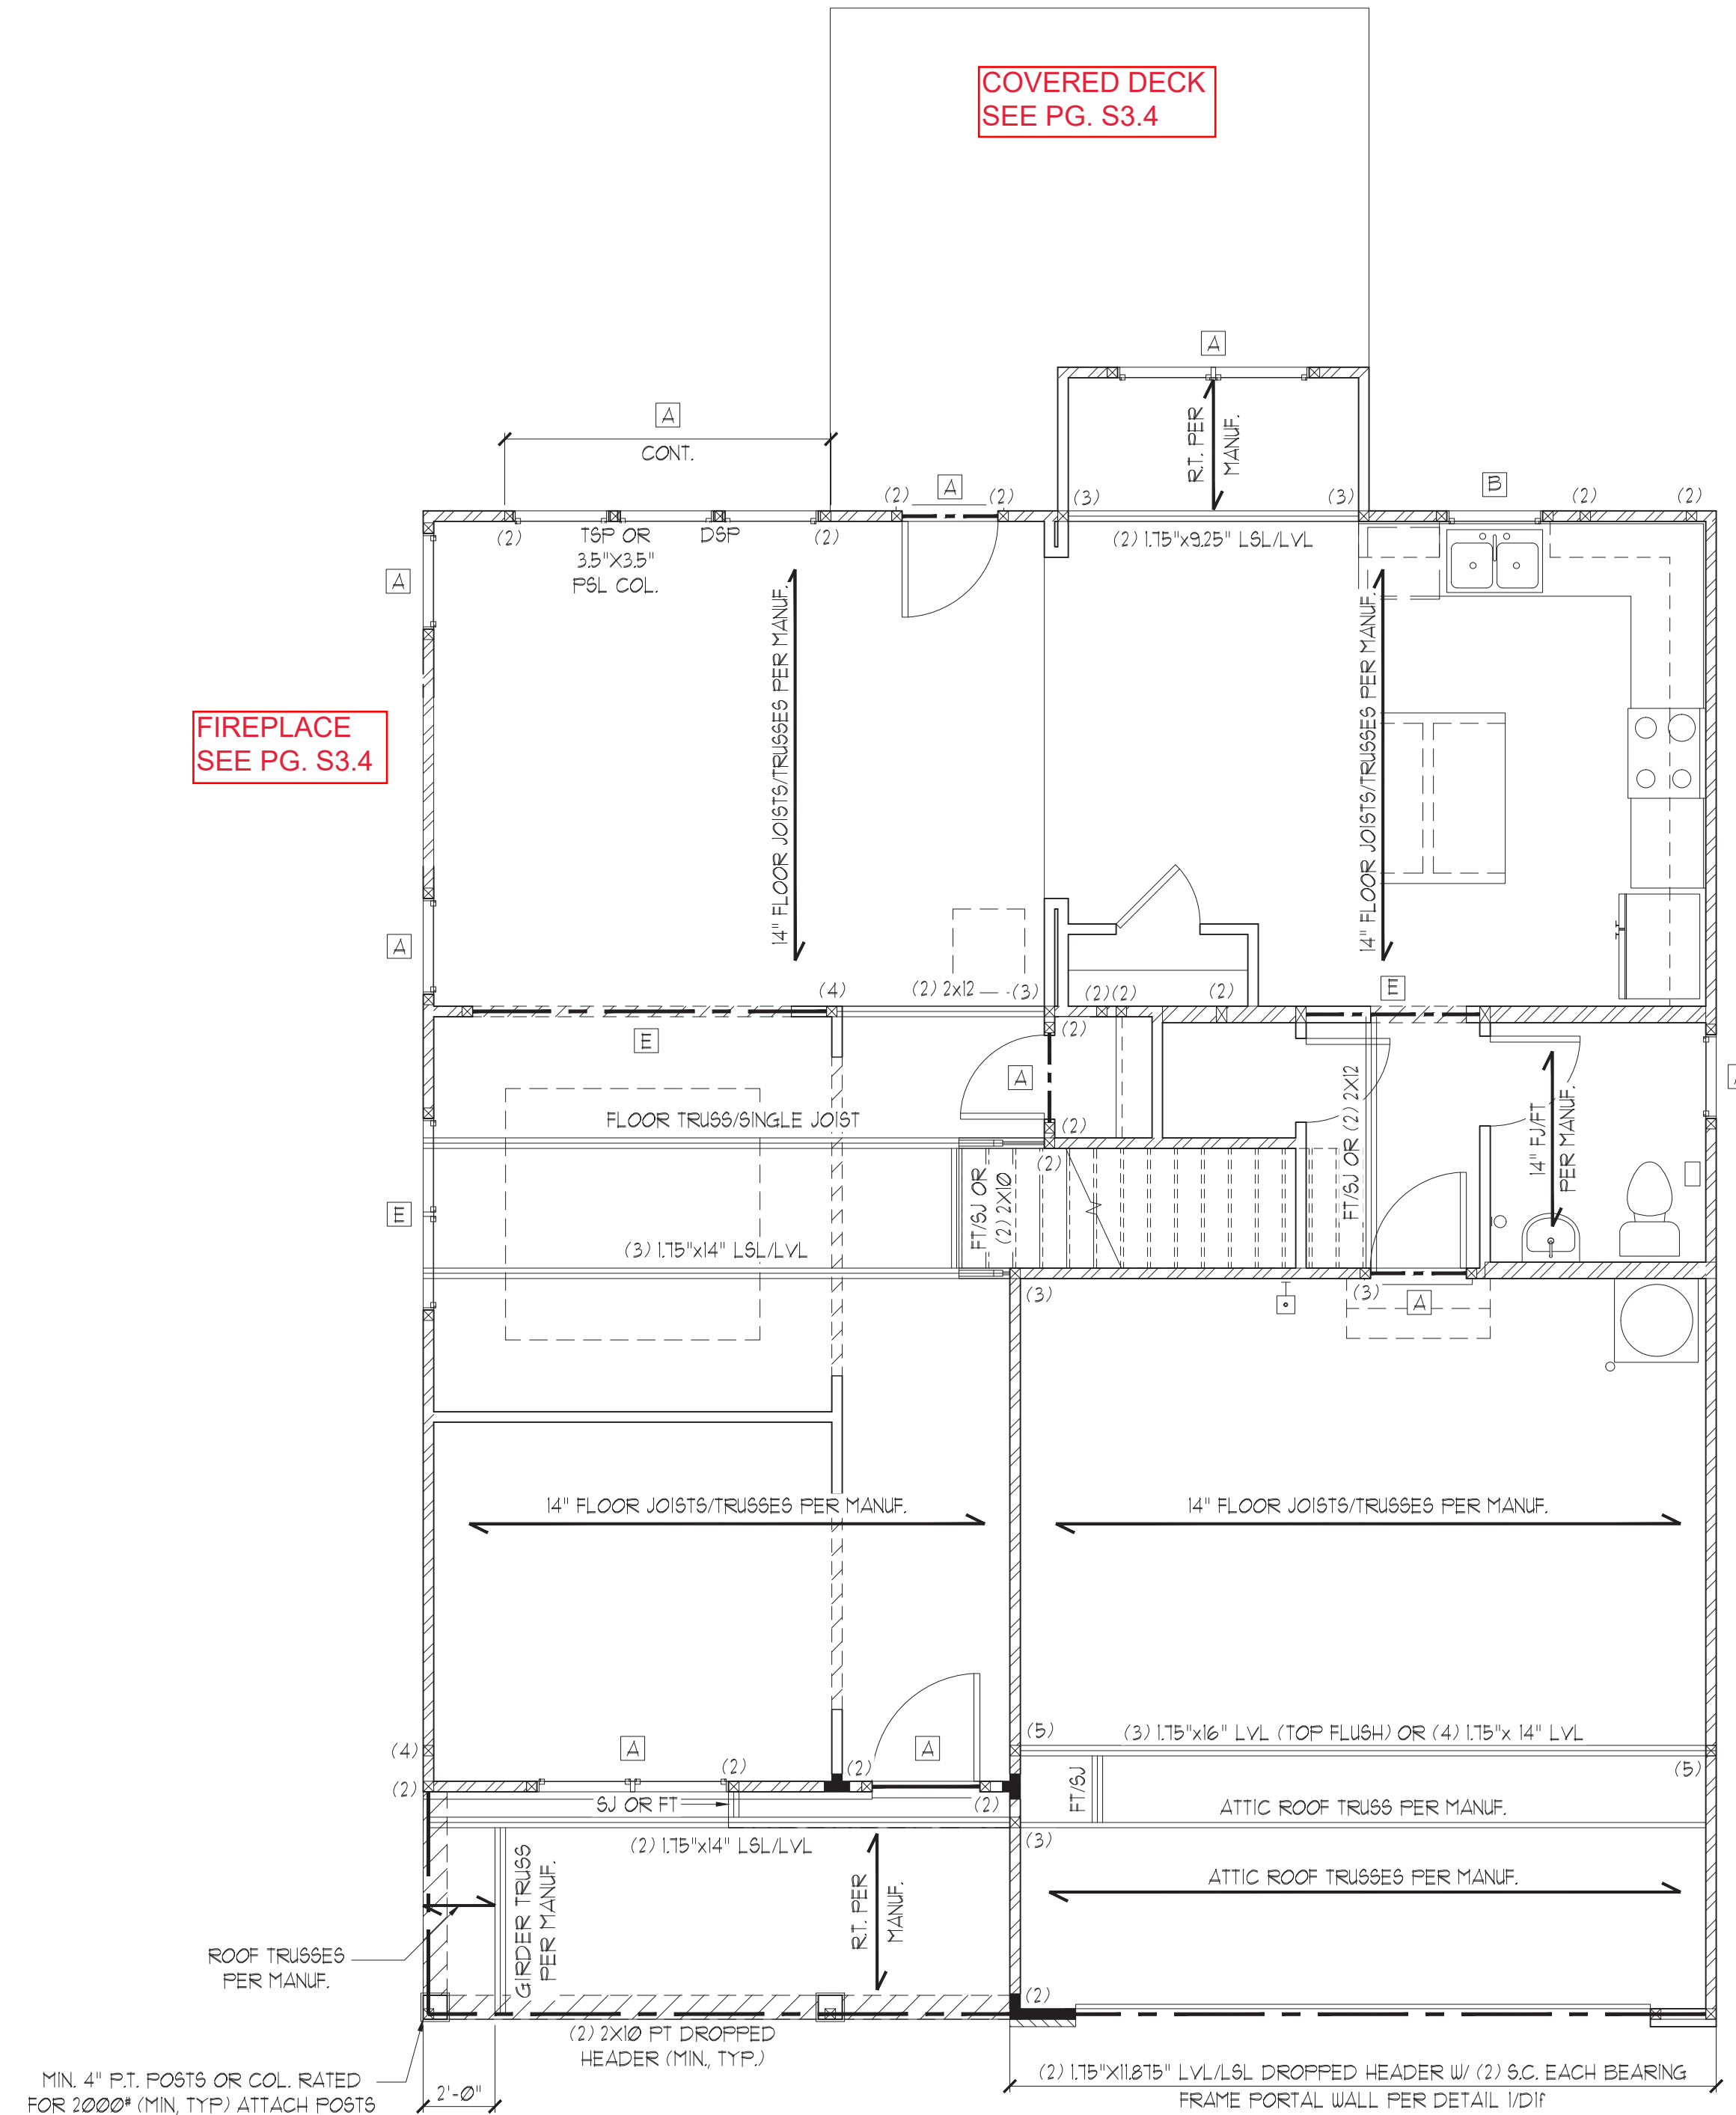 COVERED DECK
SEE PG. S3.4
A
A
CONT.
R.T. PER
MANUF.
(2)
A
(2)
(3)
(3)
B
(2)
(2)
(2)
TSP OR
3.5"X3.5"
PSL COL.
DSP
(2)
(2) 1.75"x9.25" LSL/LVL
A
14" FLOOR JOISTS/TRUSSES PER MANUF.
14" FLOOR JOISTS/TRUSSES PER MANUF.
FIREPLACE
SEE PG. S3.4
A
(4)
(2) 2x12
(3)
(2)
(2)
(2)
E
E
(2)
A
(2)
FLOOR TRUSS/SINGLE JOIST
(2)
FT/SJ OR
(2) 2X10
FT/SJ OR (2) 2X12
14" FJ/FT
PER MANUF.
E
(3) 1.75"x14" LSL/LVL
(3)
(3)
A
14" FLOOR JOISTS/TRUSSES PER MANUF.
14" FLOOR JOISTS/TRUSSES PER MANUF.
(4)
A
(2)
(2)
A
(5)
(3) 1.75"x16" LVL (TOP FLUSH) OR (4) 1.75"x 14" LVL
(5)
(2)
SJ OR FT
(2)
FT/SJ
ATTIC ROOF TRUSS PER MANUF.
(2) 1.75"x14" LSL/LVL
(3)
GIRDER TRUSS
PER MANUF.
R.T. PER
MANUF.
ATTIC ROOF TRUSSES PER MANUF.
ROOF TRUSSES
PER MANUF.
(2)
(2) 2X10 PT DROPPED
HEADER (MIN., TYP.)
MIN. 4" P.T. POSTS OR COL. RATED
FOR 2000# (MIN, TYP) ATTACH POSTS
2'-0"
(2) 1.75"X11.875" LVL/LSL DROPPED HEADER W/ (2) S.C. EACH BEARING
FRAME PORTAL WALL PER DETAIL 1/D1f